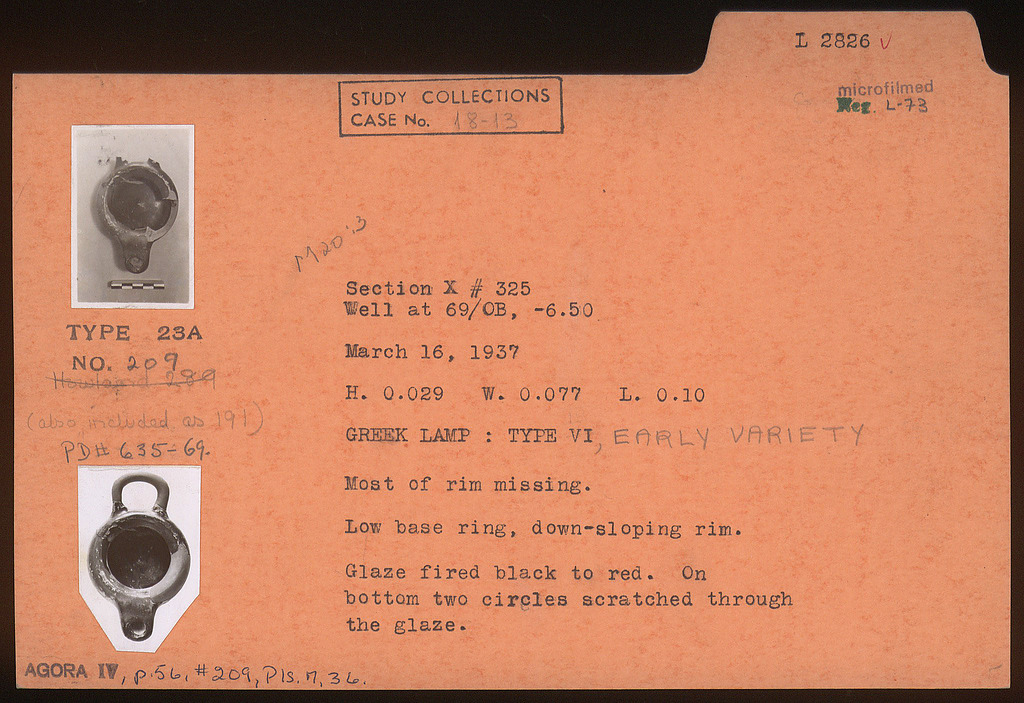 L 2826 ✓
microfilmed
Neg. L-73
STUDY COLLECTIONS
CASE No. 18-13
M20:3
Section X # 325
Well at 69/OB, -6.50
March 16, 1937
H. 0.029 W. 0.077 L. 0.10
GREEK LAMP : TYPE VI, EARLY VARIETY
Most of rim missing.
Low base ring, down-sloping rim.
Glaze fired black to red. On
bottom two circles scratched through
the glaze.
TYPE 23A
NO. 209
Howland 289
(also included as 191)
PD# 635-69.
AGORA IV, p.56, #209, Pls. 7, 36.